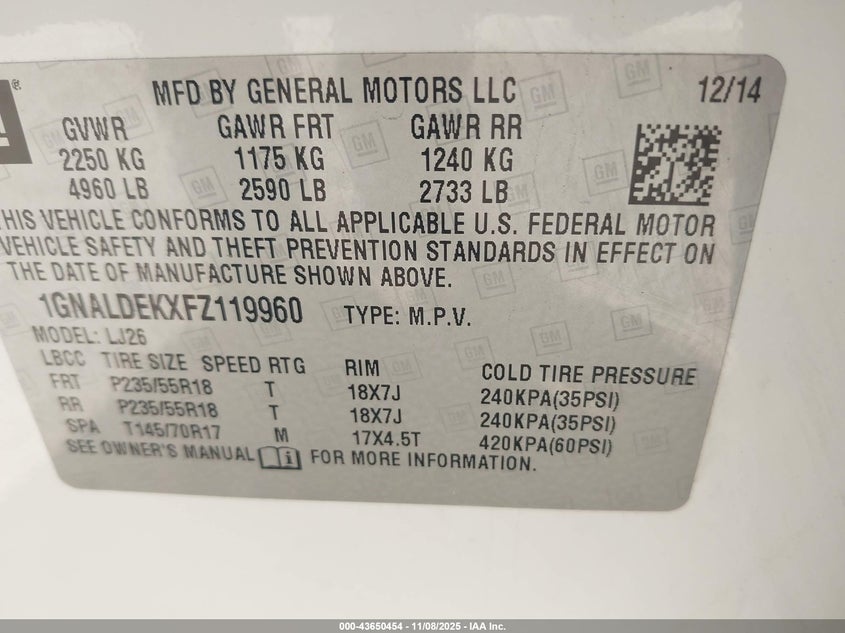 ®
MFD BY GENERAL MOTORS LLC 12/14
GVWR GAWR FRT GAWR RR
2250 KG 1175 KG 1240 KG
4960 LB 2590 LB 2733 LB
THIS VEHICLE CONFORMS TO ALL APPLICABLE U.S. FEDERAL MOTOR
VEHICLE SAFETY AND THEFT PREVENTION STANDARDS IN EFFECT ON
THE DATE OF MANUFACTURE SHOWN ABOVE.
1GNALDEKXFZ119960 TYPE: M.P.V.
MODEL: LJ26
LBCC TIRE SIZE SPEED RTG RIM COLD TIRE PRESSURE
FRT P235/55R18 T 18X7J 240KPA(35PSI)
RR P235/55R18 T 18X7J 240KPA(35PSI)
SPA T145/70R17 M 17X4.5T 420KPA(60PSI)
SEE OWNER'S MANUAL FOR MORE INFORMATION.
000-43650454 - 11/08/2025 - IAA Inc.